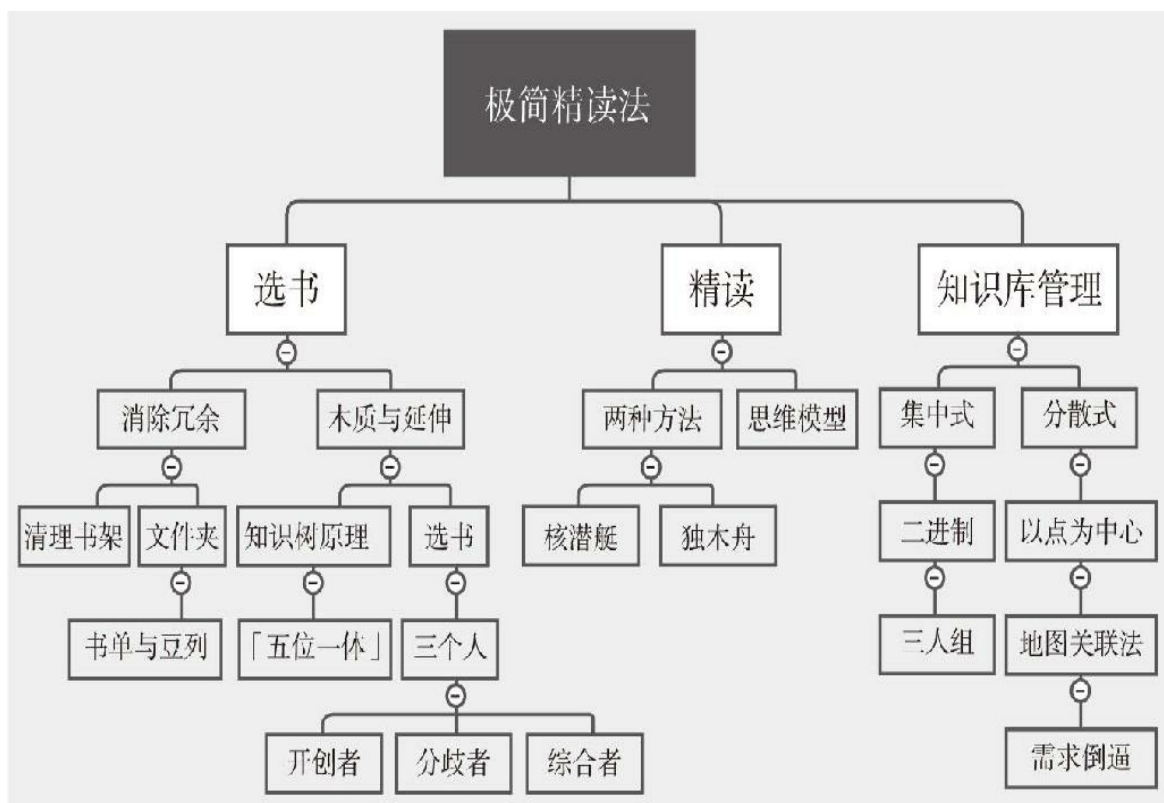 极简精读法
选书
精读
知识库管理
消除冗余
木质与延伸
两种方法
思维模型
集中式
分散式
清理书架
文件夹
知识树原理
选书
核潜艇
独木舟
二进制
以点为中心
书单与豆列
「五位一体」
三个人
三人组
地图关联法
开创者
分歧者
综合者
需求倒逼